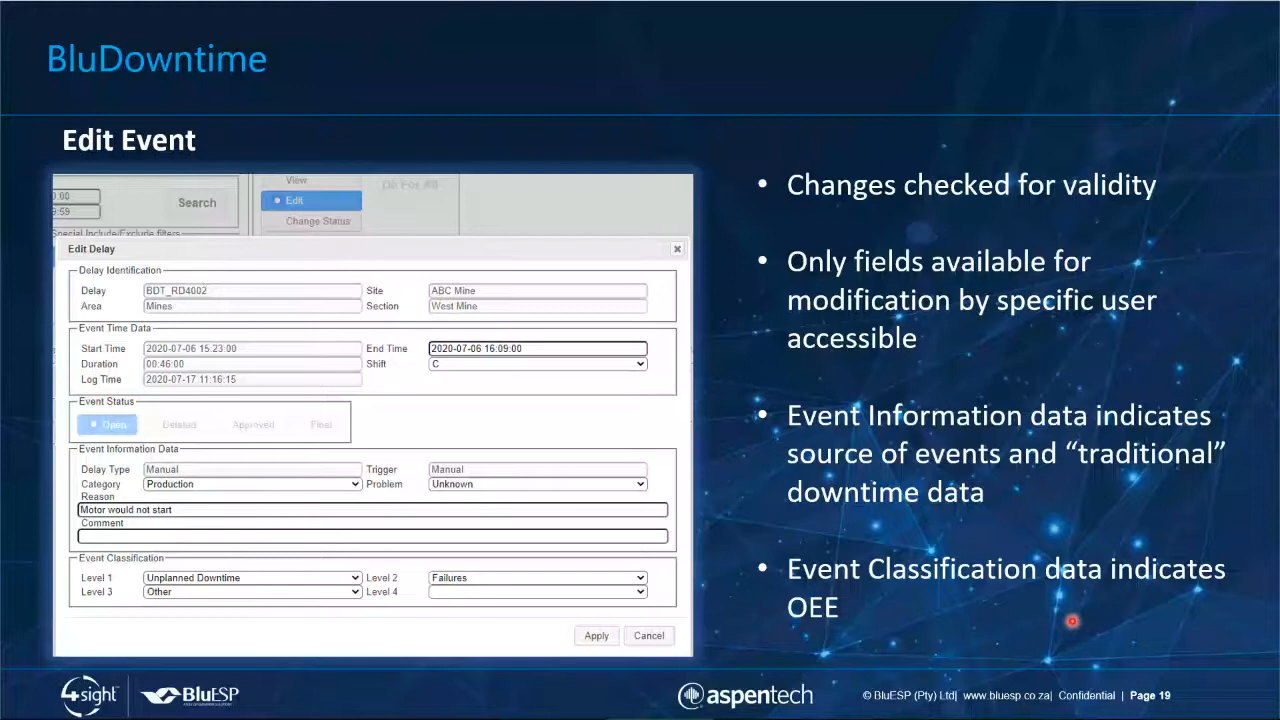 BluDowntime
Edit Event
View
Edit
Change Status
Search
Special Include/Exclude filters
Edit Delay
Delay Identification
Delay BDT_RD4002 Site ABC Mine
Area Mines Section West Mine
Event Time Data
Start Time 2020-07-06 15:23:00 End Time 2020-07-06 16:09:00
Duration 00:46:00 Shift C
Log Time 2020-07-17 11:16:15
Event Status
Open Deleted Approved Final
Event Information Data
Delay Type Manual Trigger Manual
Category Production Problem Unknown
Reason
Motor would not start
Comment
Event Classification
Level 1 Unplanned Downtime Level 2 Failures
Level 3 Other Level 4
Apply Cancel
• Changes checked for validity
• Only fields available for
modification by specific user
accessible
• Event Information data indicates
source of events and “traditional”
downtime data
• Event Classification data indicates
OEE
4sight BluESP aspentech © BluESP (Pty) Ltd| www.bluesp.co.za| Confidential | Page 19